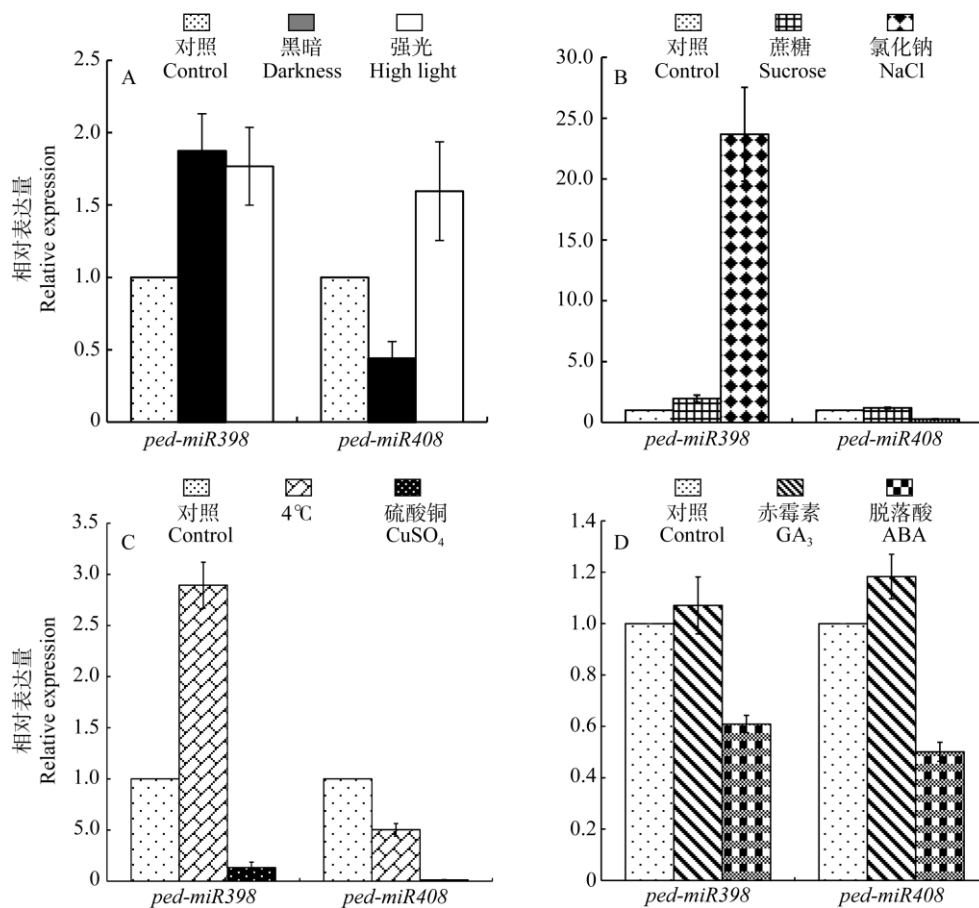 对照 黑暗 强光
Control Darkness High light
A
2.5
2.0
1.5
1.0
0.5
0
相对表达量
Relative expression
ped-miR398 ped-miR408
对照 蔗糖 氯化钠
Control Sucrose NaCl
B
30.0
25.0
20.0
15.0
10.0
5.0
0
ped-miR398 ped-miR408
对照 4℃ 硫酸铜
Control CuSO₄
C
3.5
3.0
2.5
2.0
1.0
5.0
0
相对表达量
Relative expression
ped-miR398 ped-miR408
对照 赤霉素 脱落酸
Control GA₃ ABA
D
1.4
1.2
1.0
0.8
0.6
0.4
0.2
0
ped-miR398 ped-miR408